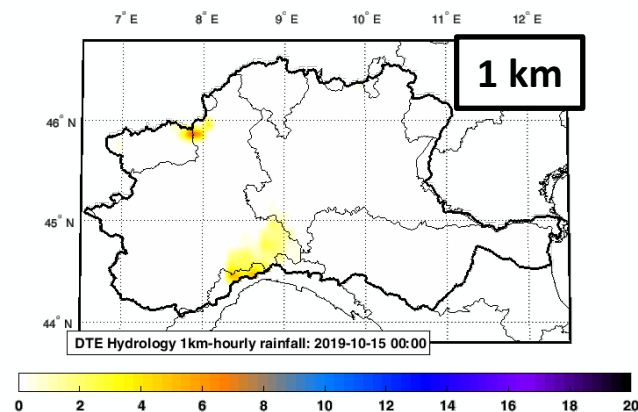 7° E 8° E 9° E 10° E 11° E 12° E
1 km
46° N
45° N
44° N
DTE Hydrology 1km-hourly rainfall: 2019-10-15 00:00
0 2 4 6 8 10 12 14 16 18 20